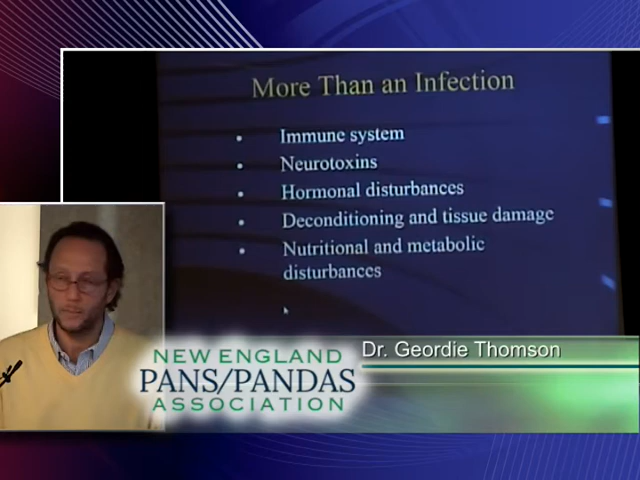 More Than an Infection
• Immune system
• Neurotoxins
• Hormonal disturbances
• Deconditioning and tissue damage
• Nutritional and metabolic
disturbances
Dr. Geordie Thomson
NEW ENGLAND
PANS/PANDAS
ASSOCIATION